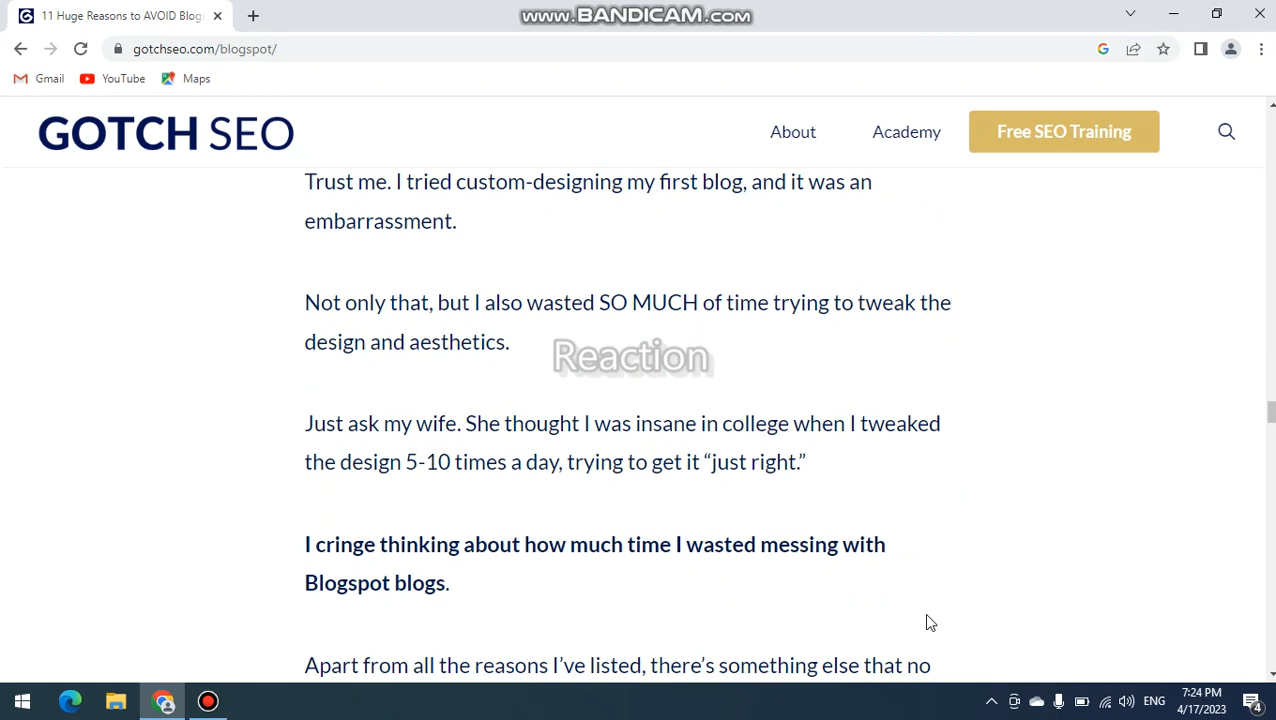 11 Huge Reasons to AVOID Blogs
www.BANDICAM.com
gotchseo.com/blogspot/
Gmail
YouTube
Maps
GOTCH SEO
About
Academy
Free SEO Training
Trust me. I tried custom-designing my first blog, and it was an
embarrassment.
Not only that, but I also wasted SO MUCH of time trying to tweak the
design and aesthetics.
Reaction
Just ask my wife. She thought I was insane in college when I tweaked
the design 5-10 times a day, trying to get it “just right.”
I cringe thinking about how much time I wasted messing with
Blogspot blogs.
Apart from all the reasons I’ve listed, there’s something else that no
ENG
7:24 PM
4/17/2023
4